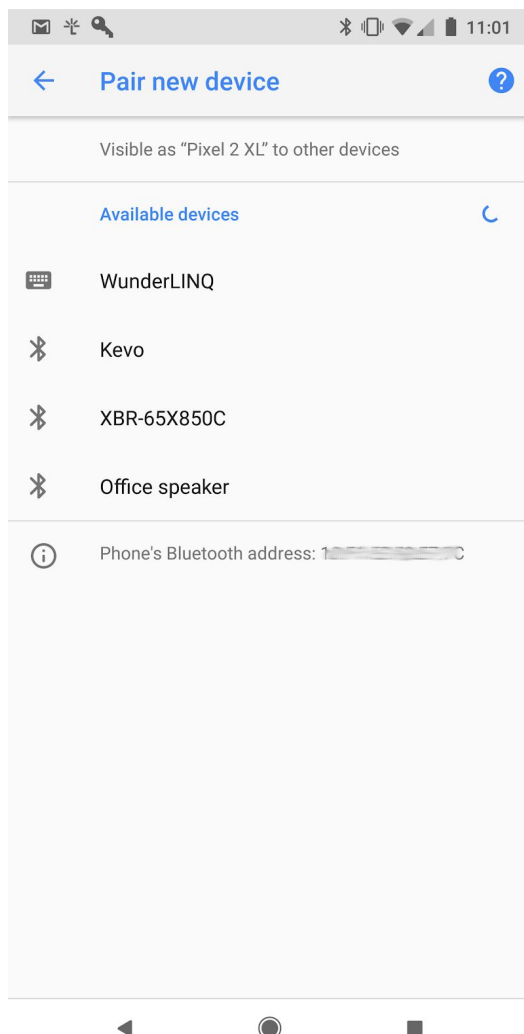 11:01
Pair new device
Visible as “Pixel 2 XL” to other devices
Available devices
WunderLINQ
Kevo
XBR-65X850C
Office speaker
Phone's Bluetooth address: